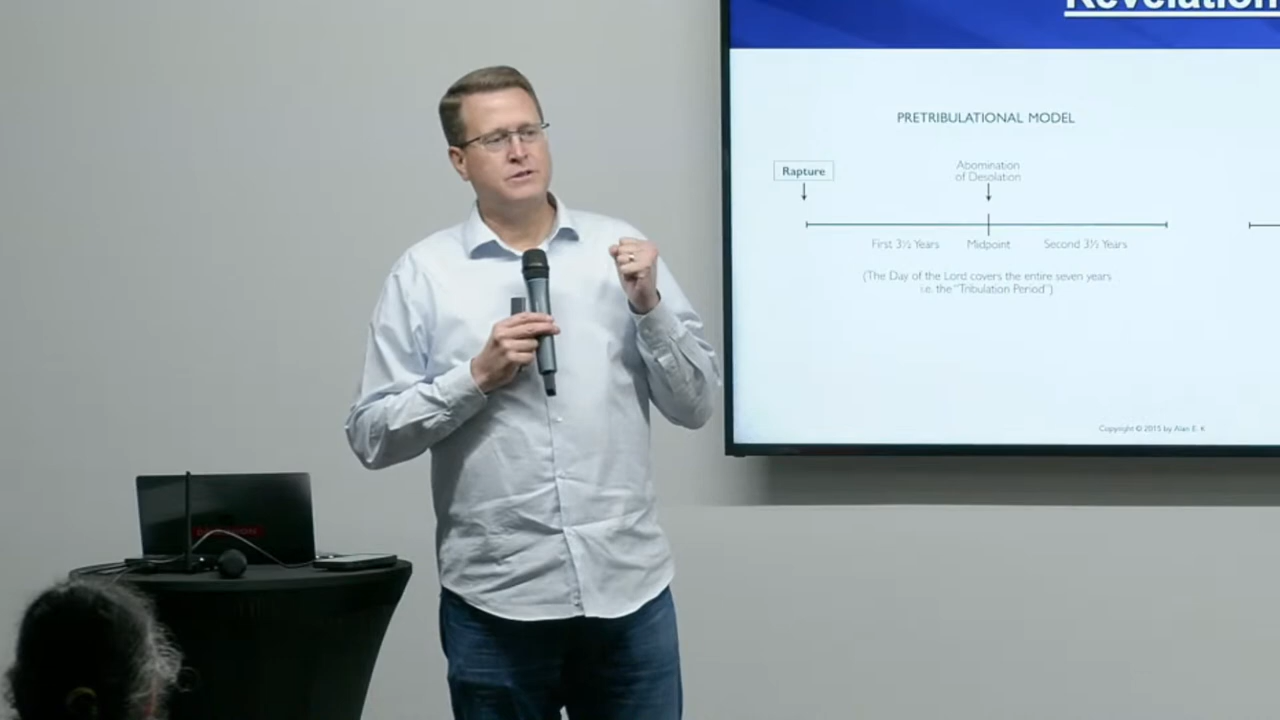 Revelation
PRETRIBULATIONAL MODEL
Rapture
Abomination
of Desolation
First 3½ Years
Midpoint
Second 3½ Years
(The Day of the Lord covers the entire seven years
i.e. the "Tribulation Period")
Copyright © 2015 by Alan E. K